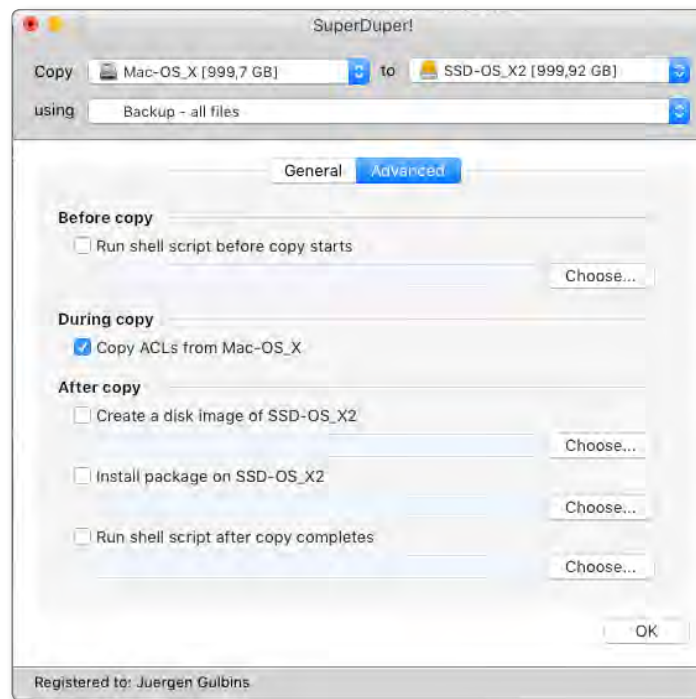 SuperDuper!
Copy Mac-OS_X [999,7 GB] to SSD-OS_X2 [999,92 GB]
using Backup - all files
General Advanced
Before copy
Run shell script before copy starts
Choose...
During copy
Copy ACLs from Mac-OS_X
After copy
Create a disk image of SSD-OS_X2
Choose...
Install package on SSD-OS_X2
Choose...
Run shell script after copy completes
Choose...
OK
Registered to: Juergen Gulbins